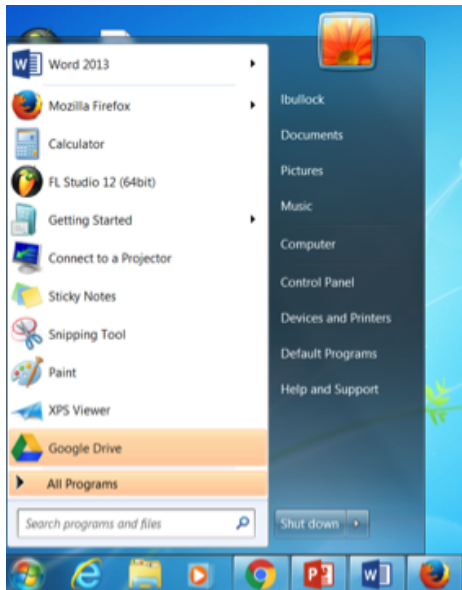 Word 2013
Mozilla Firefox
Calculator
FL Studio 12 (64bit)
Getting Started
Connect to a Projector
Sticky Notes
Snipping Tool
Paint
XPS Viewer
Google Drive
All Programs
Search programs and files
lbullock
Documents
Pictures
Music
Computer
Control Panel
Devices and Printers
Default Programs
Help and Support
Shut down